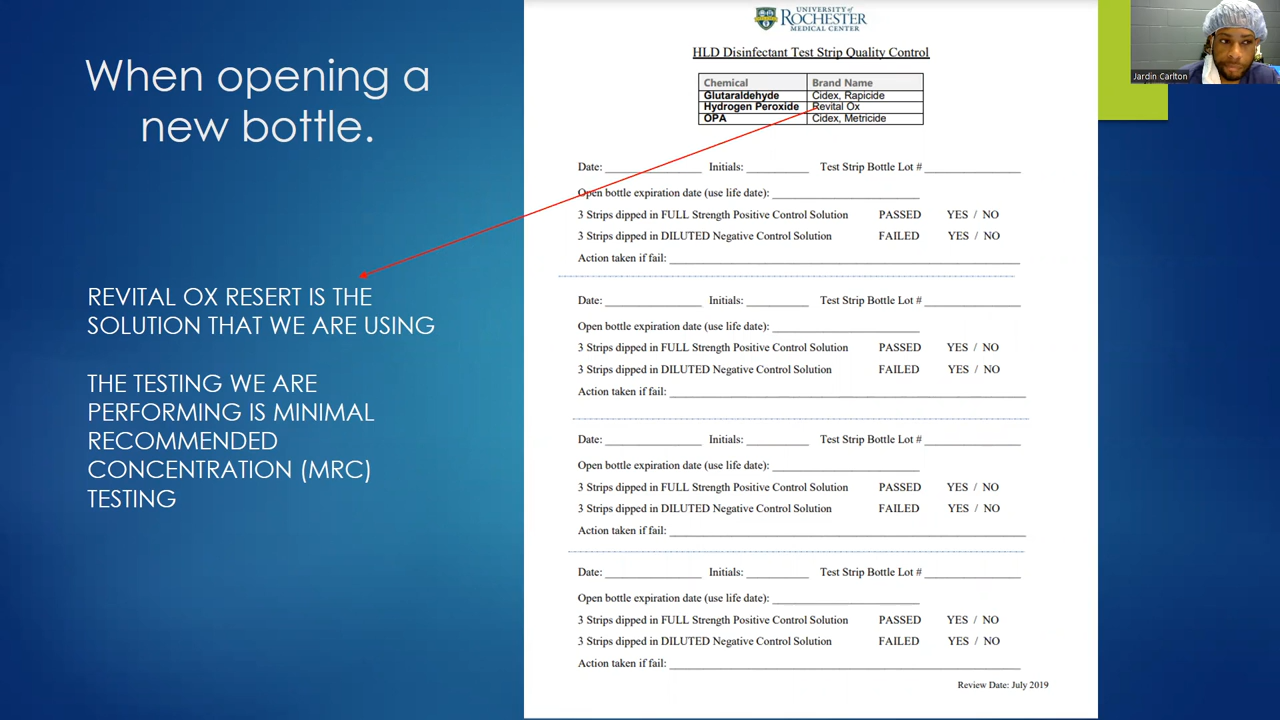 When opening a
new bottle.
REVITAL OX RESERT IS THE
SOLUTION THAT WE ARE USING
THE TESTING WE ARE
PERFORMING IS MINIMAL
RECOMMENDED
CONCENTRATION (MRC)
TESTING
UNIVERSITY of
ROCHESTER
MEDICAL CENTER
HLD Disinfectant Test Strip Quality Control
Chemical Brand Name
Glutaraldehyde Cidex, Rapicide
Hydrogen Peroxide Revital Ox
OPA Cidex, Metricide
Date: Initials: Test Strip Bottle Lot #
Open bottle expiration date (use life date):
3 Strips dipped in FULL Strength Positive Control Solution PASSED YES / NO
3 Strips dipped in DILUTED Negative Control Solution FAILED YES / NO
Action taken if fail:
Date: Initials: Test Strip Bottle Lot #
Open bottle expiration date (use life date):
3 Strips dipped in FULL Strength Positive Control Solution PASSED YES / NO
3 Strips dipped in DILUTED Negative Control Solution FAILED YES / NO
Action taken if fail:
Date: Initials: Test Strip Bottle Lot #
Open bottle expiration date (use life date):
3 Strips dipped in FULL Strength Positive Control Solution PASSED YES / NO
3 Strips dipped in DILUTED Negative Control Solution FAILED YES / NO
Action taken if fail:
Date: Initials: Test Strip Bottle Lot #
Open bottle expiration date (use life date):
3 Strips dipped in FULL Strength Positive Control Solution PASSED YES / NO
3 Strips dipped in DILUTED Negative Control Solution FAILED YES / NO
Action taken if fail:
Review Date: July 2019
Jardin Carlton